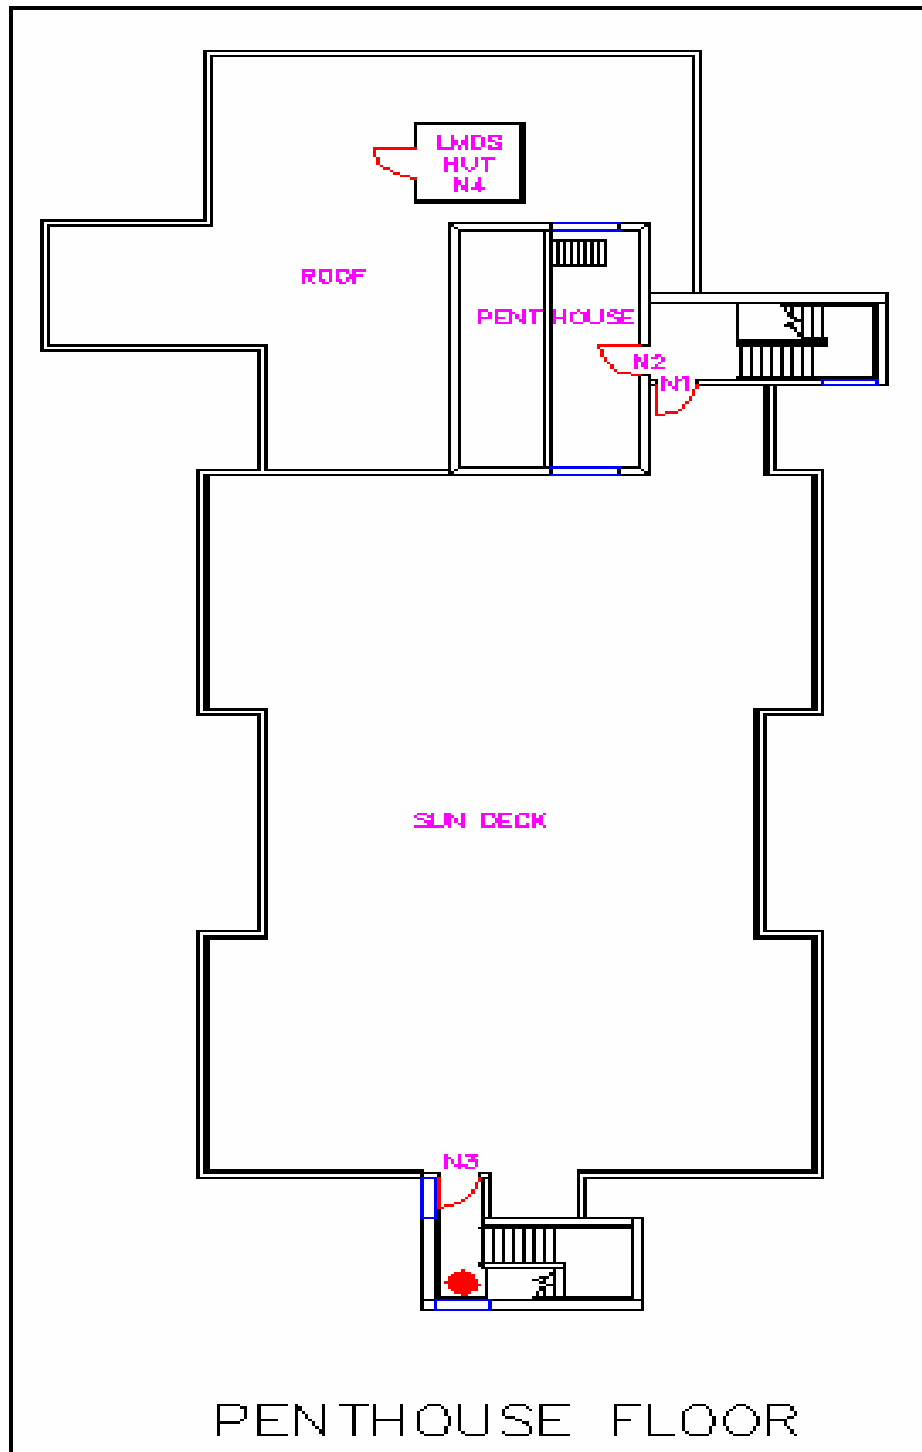 LMDS
HUT
N4
ROOF
PENTHOUSE
N2
N1
SUN DECK
N3
PENTHOUSE FLOOR